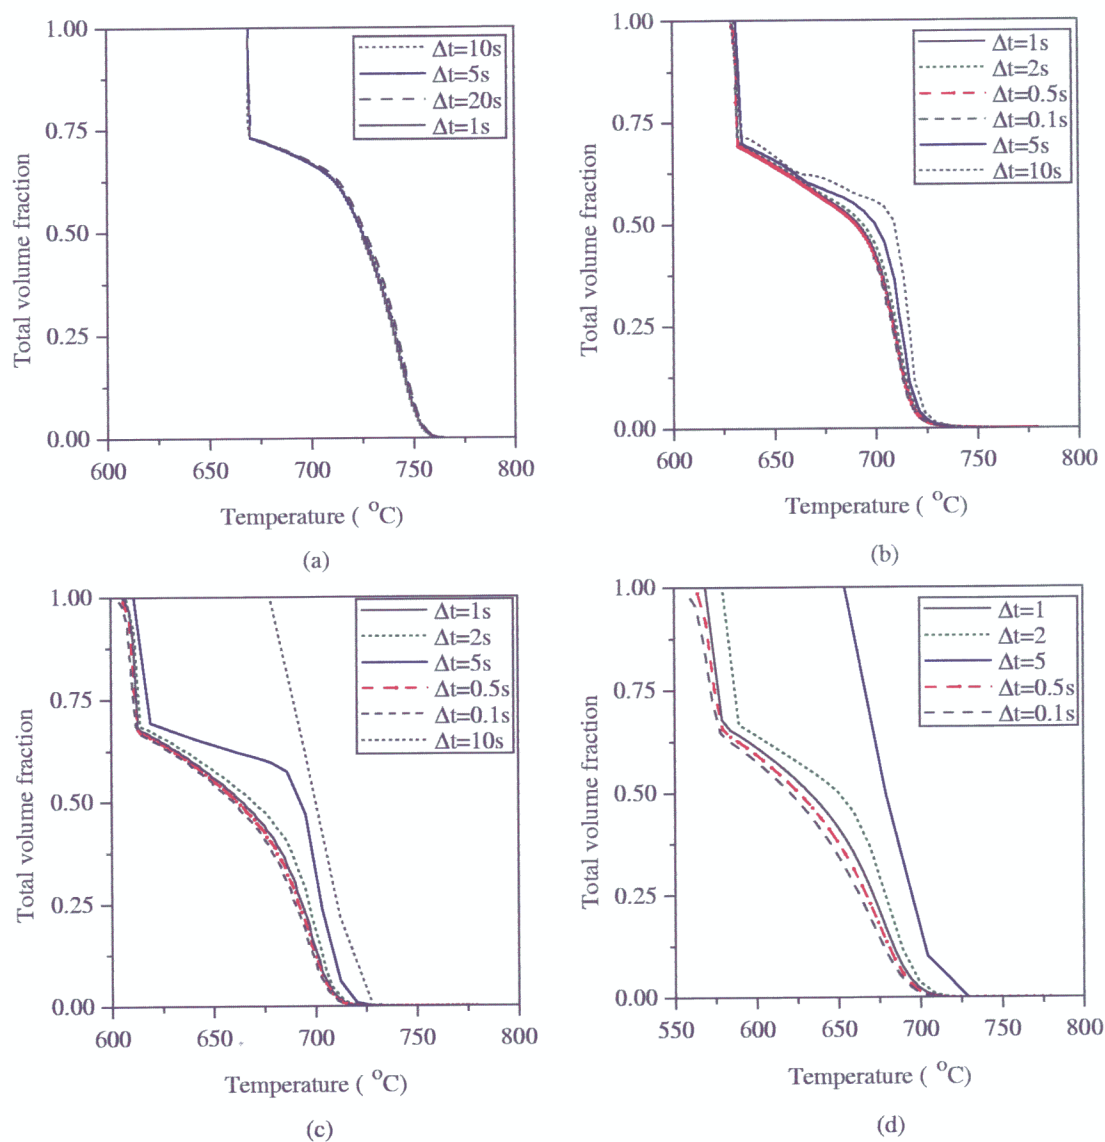 1.00
0.75
0.50
0.25
0.00
600
650
700
750
800
Total volume fraction
Temperature ( °C)
Δt=10s
Δt=5s
Δt=20s
Δt=1s
(a)
1.00
0.75
0.50
0.25
0.00
600
650
700
750
800
Total volume fraction
Temperature ( °C)
Δt=1s
Δt=2s
Δt=0.5s
Δt=0.1s
Δt=5s
Δt=10s
(b)
1.00
0.75
0.50
0.25
0.00
600
650
700
750
800
Total volume fraction
Temperature ( °C)
Δt=1s
Δt=2s
Δt=5s
Δt=0.5s
Δt=0.1s
Δt=10s
(c)
1.00
0.75
0.50
0.25
0.00
550
600
650
700
750
800
Total volume fraction
Temperature ( °C)
Δt=1
Δt=2
Δt=5
Δt=0.5s
Δt=0.1s
(d)